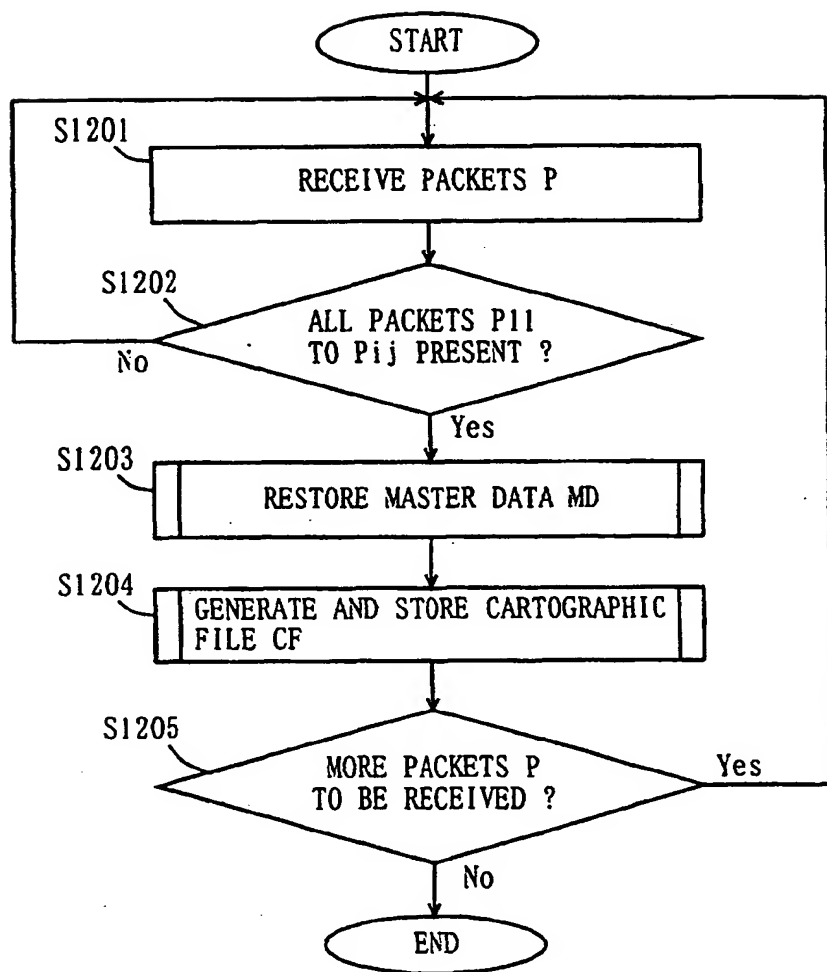 START
S1201
RECEIVE PACKETS P
S1202
ALL PACKETS P11
TO Pij PRESENT ?
No
Yes
S1203
RESTORE MASTER DATA MD
S1204
GENERATE AND STORE CARTOGRAPHIC
FILE CF
S1205
MORE PACKETS P
TO BE RECEIVED ?
Yes
No
END